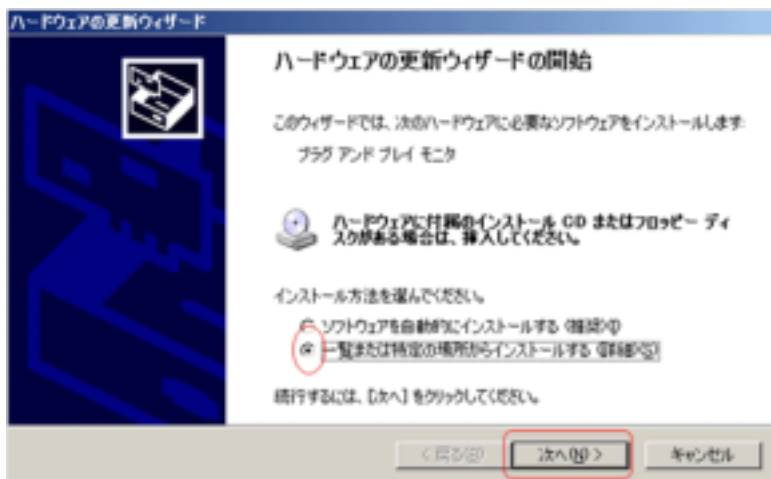 ハードウェアの更新ウィザード
ハードウェアの更新ウィザードの開始
このウィザードでは、次のハードウェアに必要なソフトウェアをインストールします:
プラグ アンド プレイ モニタ
ハードウェアに付属のインストール CD またはフロッピー ディ
スクがある場合は、挿入してください。
インストール方法を選んでください。
ソフトウェアを自動的にインストールする (推奨)(I)
一覧または特定の場所からインストールする (詳細)(S)
続行するには、[次へ] をクリックしてください。
< 戻る(B) 次へ(N) > キャンセル